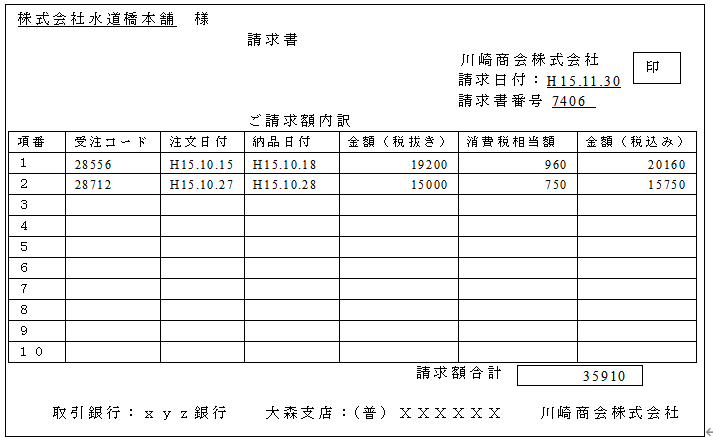 株式会社水道橋本舗　様
請求書
川崎商会株式会社　印
請求日付：H15.11.30
請求書番号 7406
ご請求額内訳
項番　受注コード　注文日付　納品日付　金額（税抜き）　消費税相当額　金額（税込み）
１　28556　H15.10.15　H15.10.18　19200　960　20160
２　28712　H15.10.27　H15.10.28　15000　750　15750
３
４
５
６
７
８
９
１０
請求額合計　35910
取引銀行：ｘｙｚ銀行　大森支店：（普）ＸＸＸＸＸＸ　川崎商会株式会社